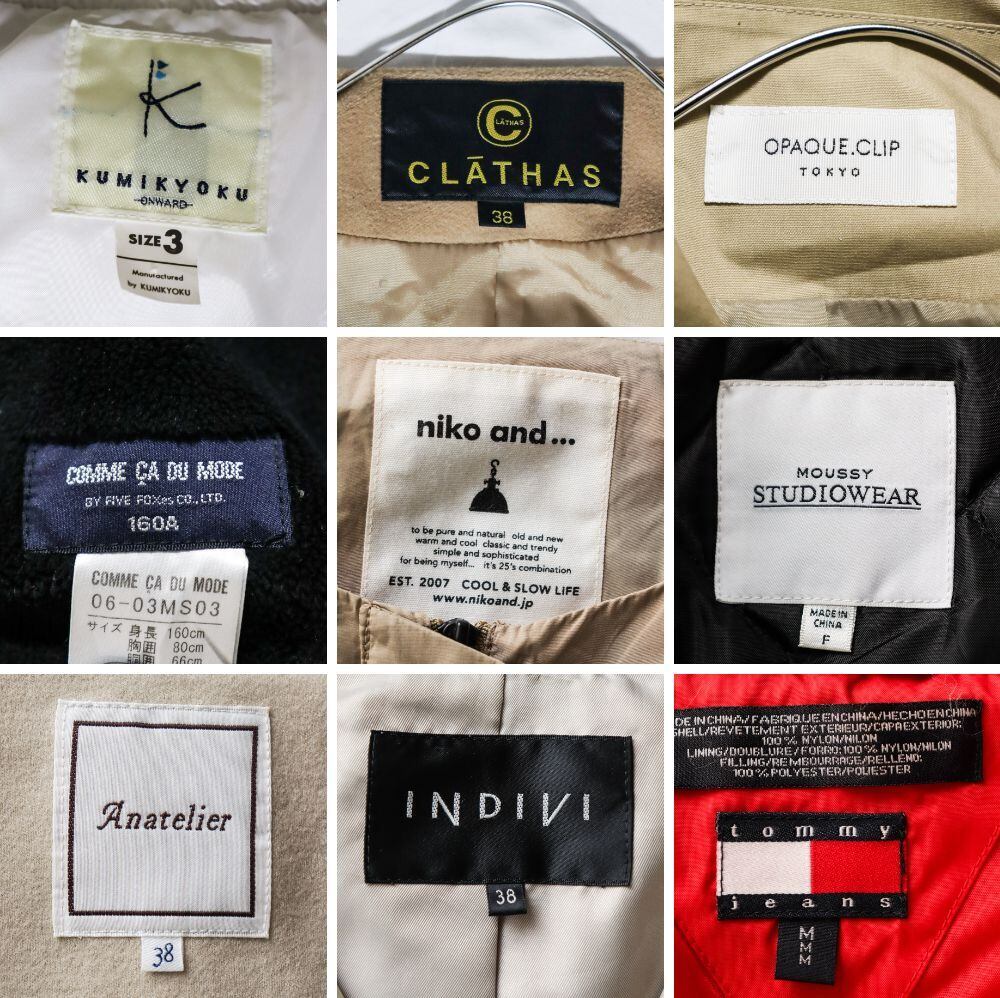 K
KUMIKYOKU
ONWARD
SIZE 3
Manufactured
by KUMIKYOKU
C
CLATHAS
CLĀTHAS
38
OPAQUE.CLIP
TOKYO
COMME ÇA DU MODE
BY FIVE FOXes CO., LTD.
160A
COMME ÇA DU MODE
06-03MS03
サイズ 身長 160cm
胸囲 80cm
胴囲 66cm
niko and...
to be pure and natural old and new
warm and cool classic and trendy
simple and sophisticated
for being myself... it's 25's combination
EST. 2007 COOL & SLOW LIFE
www.nikoand.jp
MOUSSY
STUDIOWEAR
MADE IN
CHINA
F
Anatelier
38
INDIVI
38
DE IN CHINA/FABRIQUE EN CHINA/HECHO EN CHINA
SHELL/REVETEMENT EXTERIEUR/CAPA EXTERIOR:
100% NYLON/NILON
LINING/DOUBLURE/FORRO: 100% NYLON/NILON
FILLING/REMBOURRAGE/RELLENO:
100% POLYESTER/POLIESTER
tommy
jeans
M
M
M